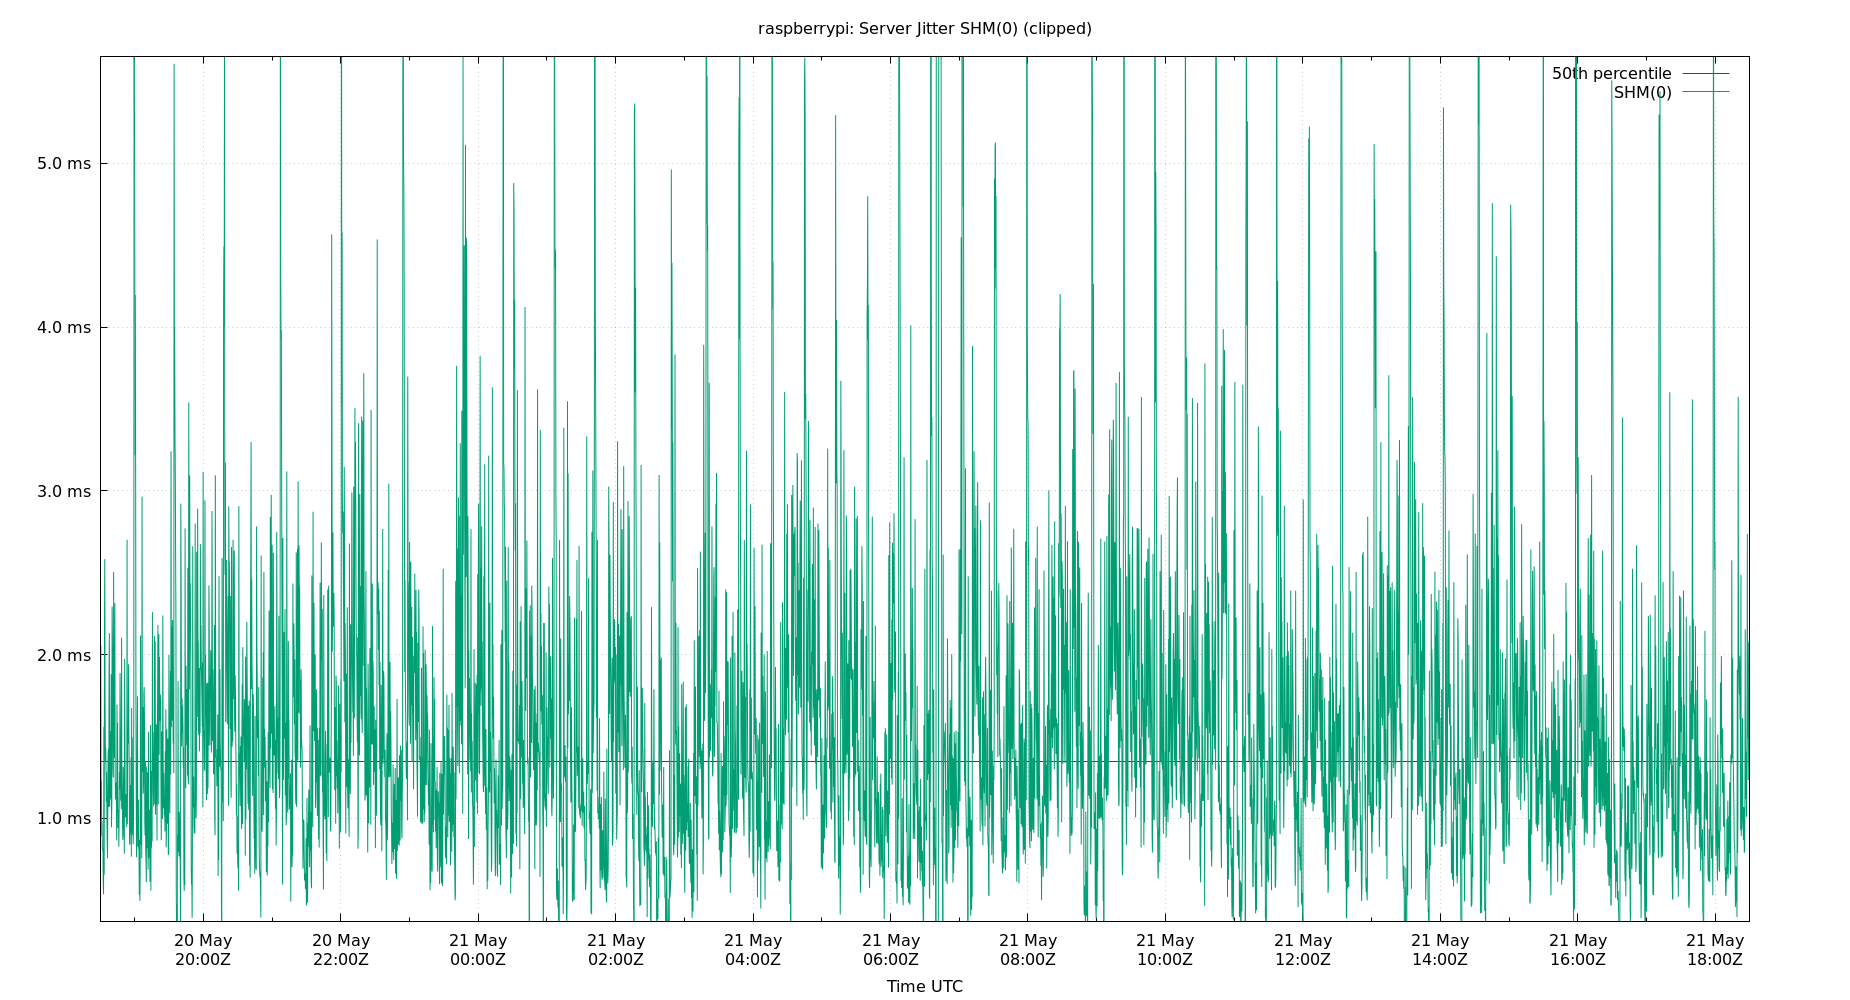 raspberrypi: Server Jitter SHM(0) (clipped)
50th percentile
SHM(0)
5.0 ms
4.0 ms
3.0 ms
2.0 ms
1.0 ms
20 May 20 May 21 May 21 May 21 May 21 May 21 May 21 May 21 May 21 May 21 May 21 May
20:00Z 22:00Z 00:00Z 02:00Z 04:00Z 06:00Z 08:00Z 10:00Z 12:00Z 14:00Z 16:00Z 18:00Z
Time UTC